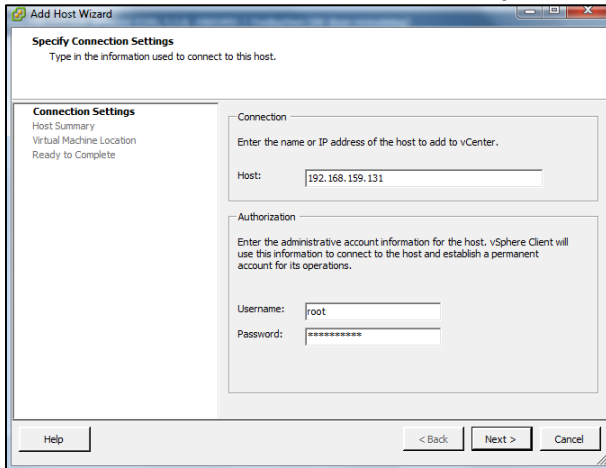 Add Host Wizard
Specify Connection Settings
Type in the information used to connect to this host.
Connection Settings
Host Summary
Virtual Machine Location
Ready to Complete
Connection
Enter the name or IP address of the host to add to vCenter.
Host: 192.168.159.131
Authorization
Enter the administrative account information for the host. vSphere Client will
use this information to connect to the host and establish a permanent
account for its operations.
Username: root
Password: **********
Help < Back Next > Cancel